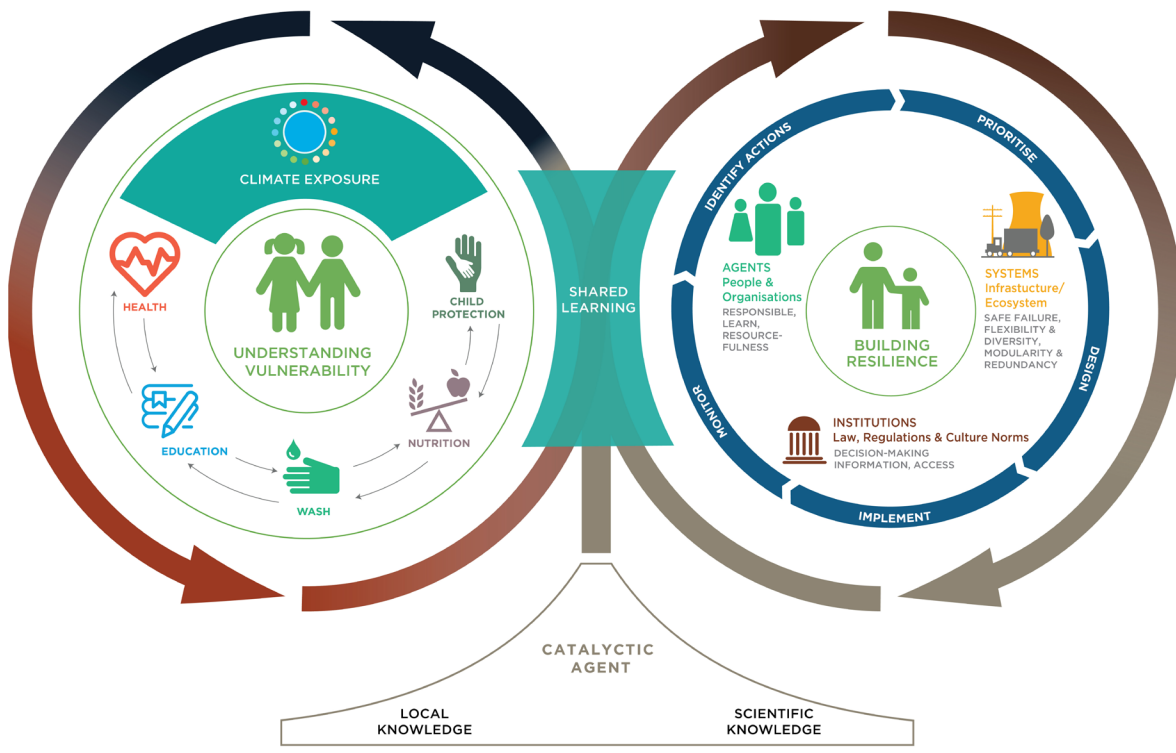 CLIMATE EXPOSURE
HEALTH
CHILD
PROTECTION
UNDERSTANDING
VULNERABILITY
EDUCATION
NUTRITION
WASH
SHARED
LEARNING
IDENTIFY ACTIONS
PRIORITISE
DESIGN
IMPLEMENT
MONITOR
AGENTS
People &
Organisations
RESPONSIBLE,
LEARN,
RESOURCE-
FULNESS
BUILDING
RESILIENCE
SYSTEMS
Infrastucture/
Ecosystem
SAFE FAILURE,
FLEXIBILITY &
DIVERSITY,
MODULARITY &
REDUNDANCY
INSTITUTIONS
Law, Regulations & Culture Norms
DECISION-MAKING
INFORMATION, ACCESS
CATALYCTIC
AGENT
LOCAL
KNOWLEDGE
SCIENTIFIC
KNOWLEDGE